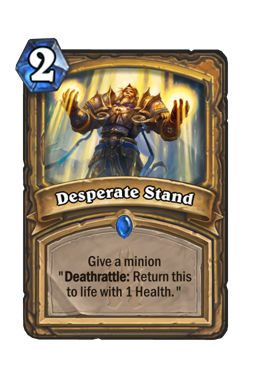 2
Desperate Stand
Give a minion
"Deathrattle: Return this
to life with 1 Health."